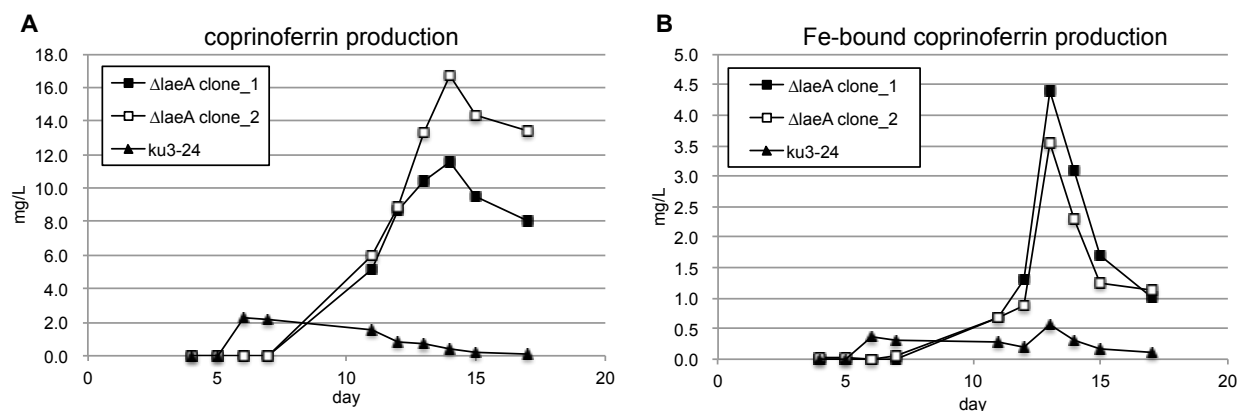 A
coprinoferrin production
18.0
16.0
14.0
12.0
10.0
8.0
6.0
4.0
2.0
0.0
mg/L
ΔlaeA clone_1
ΔlaeA clone_2
ku3-24
0 5 10 15 20
day
B
Fe-bound coprinoferrin production
5.0
4.5
4.0
3.5
3.0
2.5
2.0
1.5
1.0
0.5
0.0
mg/L
ΔlaeA clone_1
ΔlaeA clone_2
ku3-24
0 5 10 15 20
day